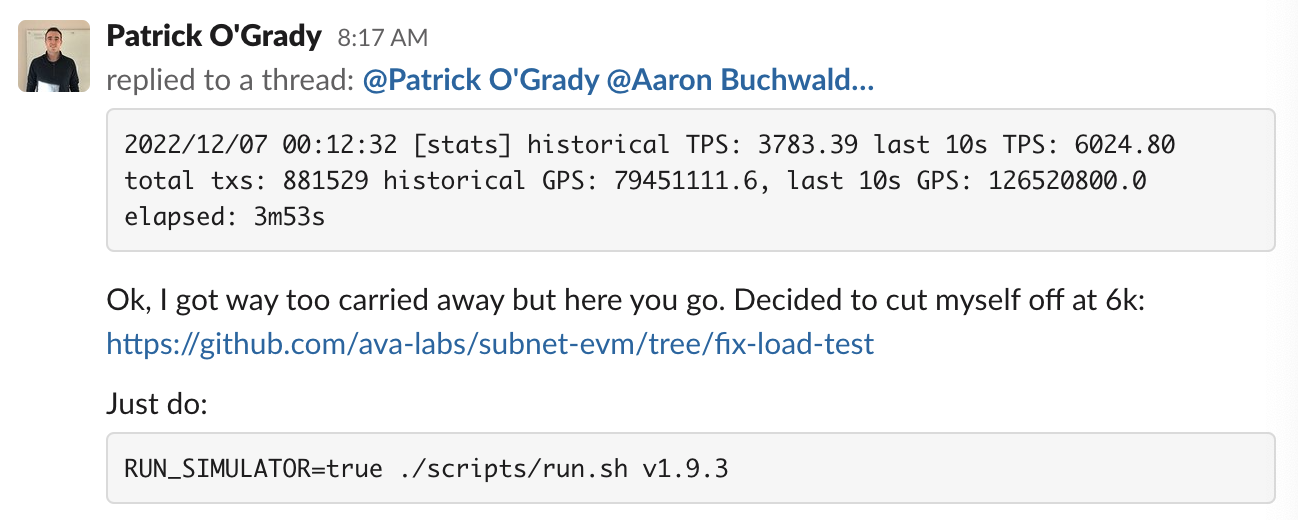 Patrick O'Grady 8:17 AM
replied to a thread: @Patrick O'Grady @Aaron Buchwald...
2022/12/07 00:12:32 [stats] historical TPS: 3783.39 last 10s TPS: 6024.80
total txs: 881529 historical GPS: 79451111.6, last 10s GPS: 126520800.0
elapsed: 3m53s
Ok, I got way too carried away but here you go. Decided to cut myself off at 6k:
https://github.com/ava-labs/subnet-evm/tree/fix-load-test
Just do:
RUN_SIMULATOR=true ./scripts/run.sh v1.9.3